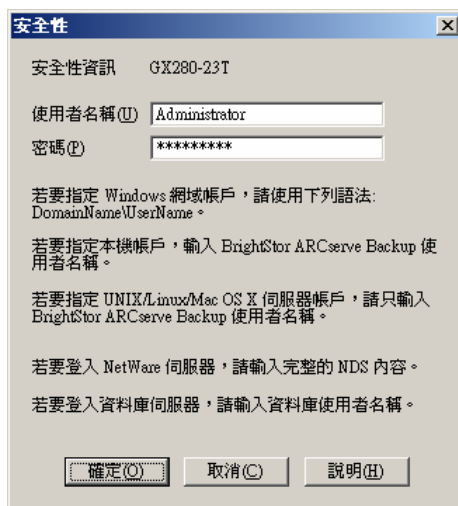 安全性
安全性資訊 GX280-23T
使用者名稱(U) Administrator
密碼(P) *********
若要指定 Windows 網域帳戶，請使用下列語法:
DomainName\UserName。
若要指定本機帳戶，輸入 BrightStor ARCserve Backup 使
用者名稱。
若要指定 UNIX/Linux/Mac OS X 伺服器帳戶，請只輸入
BrightStor ARCserve Backup 使用者名稱。
若要登入 NetWare 伺服器，請輸入完整的 NDS 內容。
若要登入資料庫伺服器，請輸入資料庫使用者名稱。
確定(O) 取消(C) 說明(H)